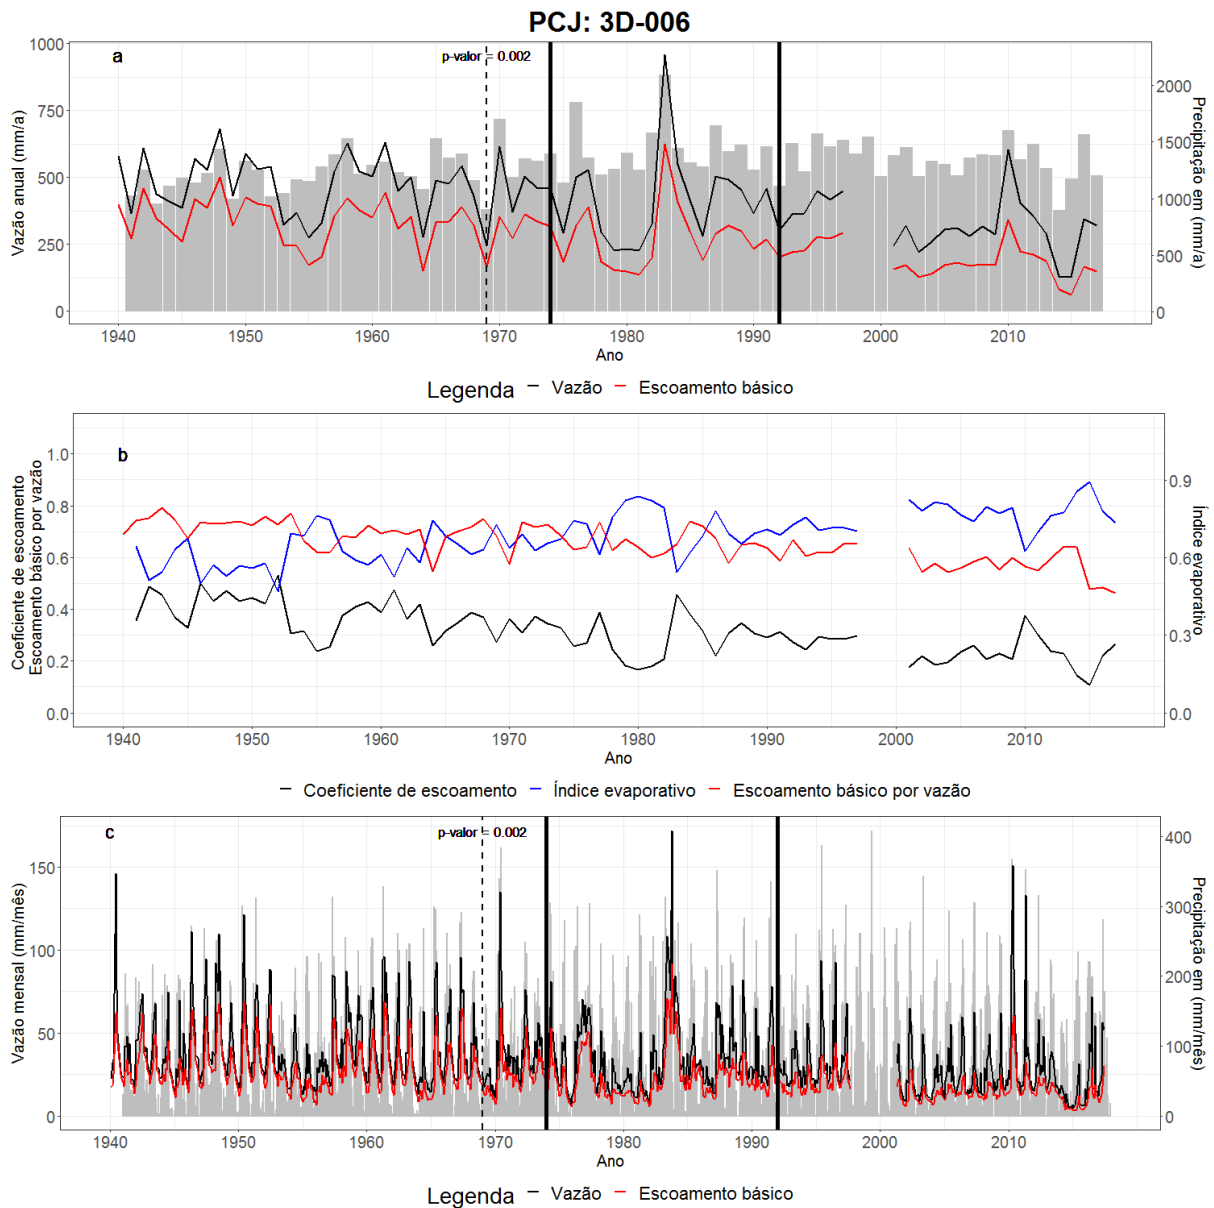 PCJ: 3D-006
a
p-valor = 0.002
1000
750
500
250
0
Vazão anual (mm/a)
2000
1500
1000
500
0
Precipitação em (mm/a)
1940 1950 1960 1970 1980 1990 2000 2010
Ano
Legenda Vazão Escoamento básico
b
1.0
0.8
0.6
0.4
0.2
0.0
Coeficiente de escoamento
Escoamento básico por vazão
0.9
0.6
0.3
0.0
Índice evaporativo
1940 1950 1960 1970 1980 1990 2000 2010
Ano
Coeficiente de escoamento Índice evaporativo Escoamento básico por vazão
c
p-valor = 0.002
150
100
50
0
Vazão mensal (mm/mês)
400
300
200
100
0
Precipitação em (mm/mês)
1940 1950 1960 1970 1980 1990 2000 2010
Ano
Legenda Vazão Escoamento básico